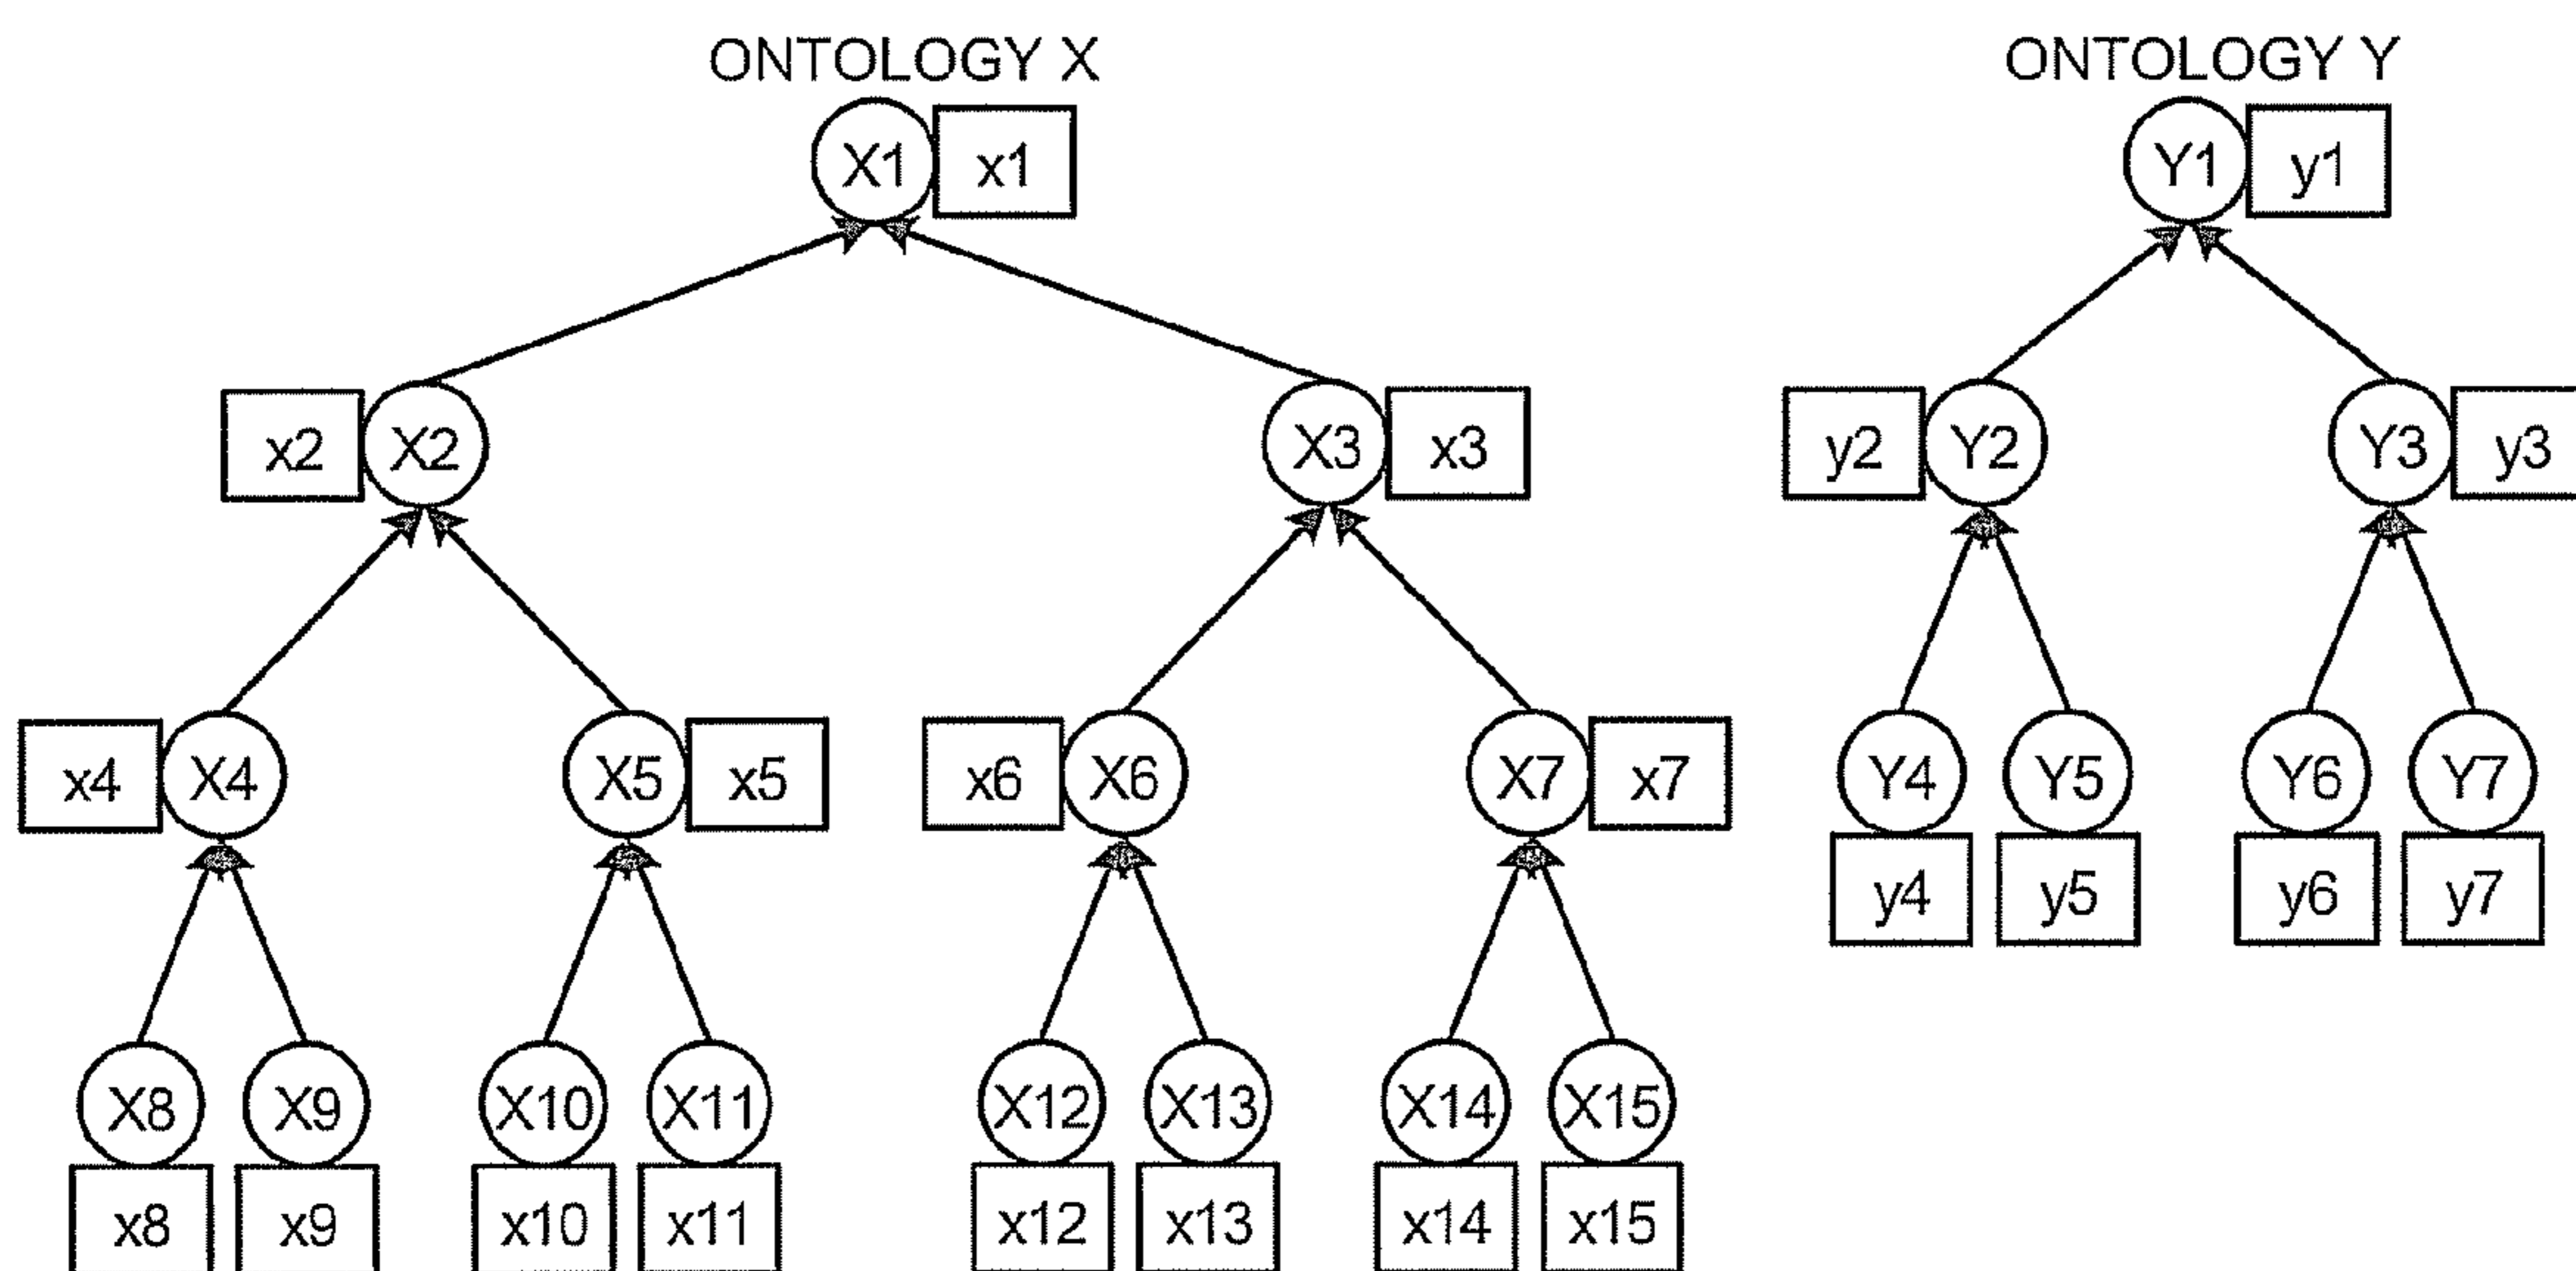 ONTOLOGY X ONTOLOGY Y
X1 x1 Y1 y1
x2 X2 X3 x3 y2 Y2 Y3 y3
x4 X4 X5 x5 x6 X6 X7 x7 Y4 Y5 Y6 Y7
y4 y5 y6 y7
X8 X9 X10 X11 X12 X13 X14 X15
x8 x9 x10 x11 x12 x13 x14 x15